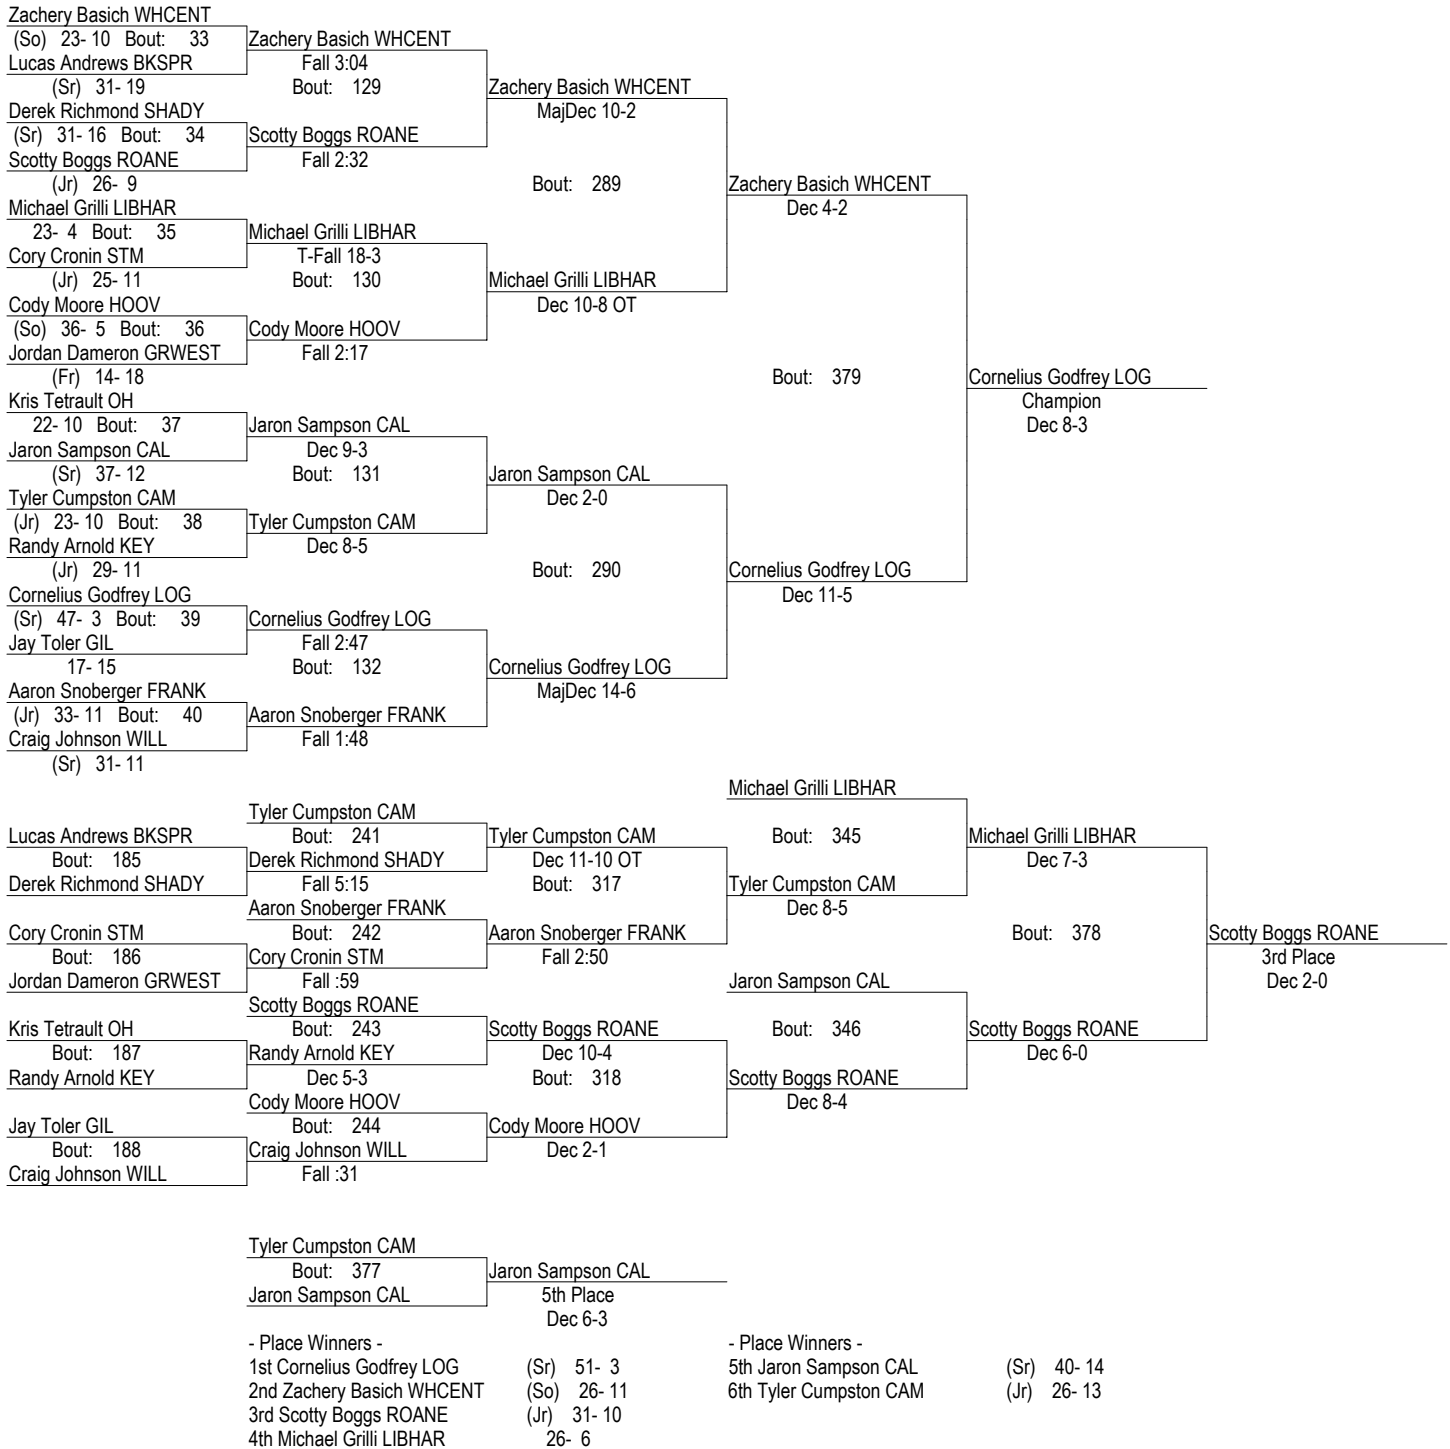 Zachery Basich WHCENT
(So) 23- 10 Bout: 33
Zachery Basich WHCENT
Lucas Andrews BKSPR
Fall 3:04
(Sr) 31- 19
Bout: 129
Zachery Basich WHCENT
Derek Richmond SHADY
MajDec 10-2
(Sr) 31- 16 Bout: 34
Scotty Boggs ROANE
Scotty Boggs ROANE
Fall 2:32
(Jr) 26- 9
Bout: 289
Zachery Basich WHCENT
Michael Grilli LIBHAR
Dec 4-2
23- 4 Bout: 35
Michael Grilli LIBHAR
Cory Cronin STM
T-Fall 18-3
(Jr) 25- 11
Bout: 130
Michael Grilli LIBHAR
Cody Moore HOOV
Dec 10-8 OT
(So) 36- 5 Bout: 36
Cody Moore HOOV
Jordan Dameron GRWEST
Fall 2:17
(Fr) 14- 18
Bout: 379
Cornelius Godfrey LOG
Kris Tetrault OH
Champion
22- 10 Bout: 37
Jaron Sampson CAL
Dec 8-3
Jaron Sampson CAL
Dec 9-3
(Sr) 37- 12
Bout: 131
Jaron Sampson CAL
Tyler Cumpston CAM
Dec 2-0
(Jr) 23- 10 Bout: 38
Tyler Cumpston CAM
Randy Arnold KEY
Dec 8-5
(Jr) 29- 11
Bout: 290
Cornelius Godfrey LOG
Cornelius Godfrey LOG
Dec 11-5
(Sr) 47- 3 Bout: 39
Cornelius Godfrey LOG
Jay Toler GIL
Fall 2:47
17- 15
Bout: 132
Cornelius Godfrey LOG
Aaron Snoberger FRANK
MajDec 14-6
(Jr) 33- 11 Bout: 40
Aaron Snoberger FRANK
Craig Johnson WILL
Fall 1:48
(Sr) 31- 11
Michael Grilli LIBHAR
Tyler Cumpston CAM
Lucas Andrews BKSPR
Bout: 241
Tyler Cumpston CAM
Bout: 345
Michael Grilli LIBHAR
Bout: 185
Derek Richmond SHADY
Dec 11-10 OT
Dec 7-3
Derek Richmond SHADY
Fall 5:15
Bout: 317
Tyler Cumpston CAM
Aaron Snoberger FRANK
Dec 8-5
Cory Cronin STM
Bout: 242
Aaron Snoberger FRANK
Bout: 378
Scotty Boggs ROANE
Bout: 186
Cory Cronin STM
Fall 2:50
3rd Place
Jordan Dameron GRWEST
Fall :59
Jaron Sampson CAL
Dec 2-0
Scotty Boggs ROANE
Kris Tetrault OH
Bout: 243
Scotty Boggs ROANE
Bout: 346
Scotty Boggs ROANE
Bout: 187
Randy Arnold KEY
Dec 10-4
Dec 6-0
Randy Arnold KEY
Dec 5-3
Bout: 318
Scotty Boggs ROANE
Cody Moore HOOV
Dec 8-4
Jay Toler GIL
Bout: 244
Cody Moore HOOV
Bout: 188
Craig Johnson WILL
Dec 2-1
Craig Johnson WILL
Fall :31
Tyler Cumpston CAM
Bout: 377
Jaron Sampson CAL
Jaron Sampson CAL
5th Place
Dec 6-3
- Place Winners -
1st Cornelius Godfrey LOG (Sr) 51- 3
2nd Zachery Basich WHCENT (So) 26- 11
3rd Scotty Boggs ROANE (Jr) 31- 10
4th Michael Grilli LIBHAR 26- 6
- Place Winners -
5th Jaron Sampson CAL (Sr) 40- 14
6th Tyler Cumpston CAM (Jr) 26- 13